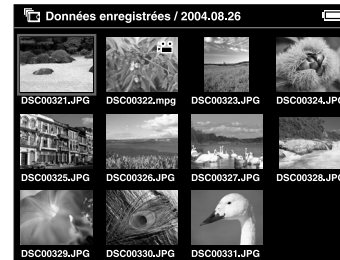 Données enregistrées / 2004.08.26
DSC00321.JPG DSC00322.mpg DSC00323.JPG DSC00324.JPG
DSC00325.JPG DSC00326.JPG DSC00327.JPG DSC00328.JPG
DSC00329.JPG DSC00330.JPG DSC00331.JPG